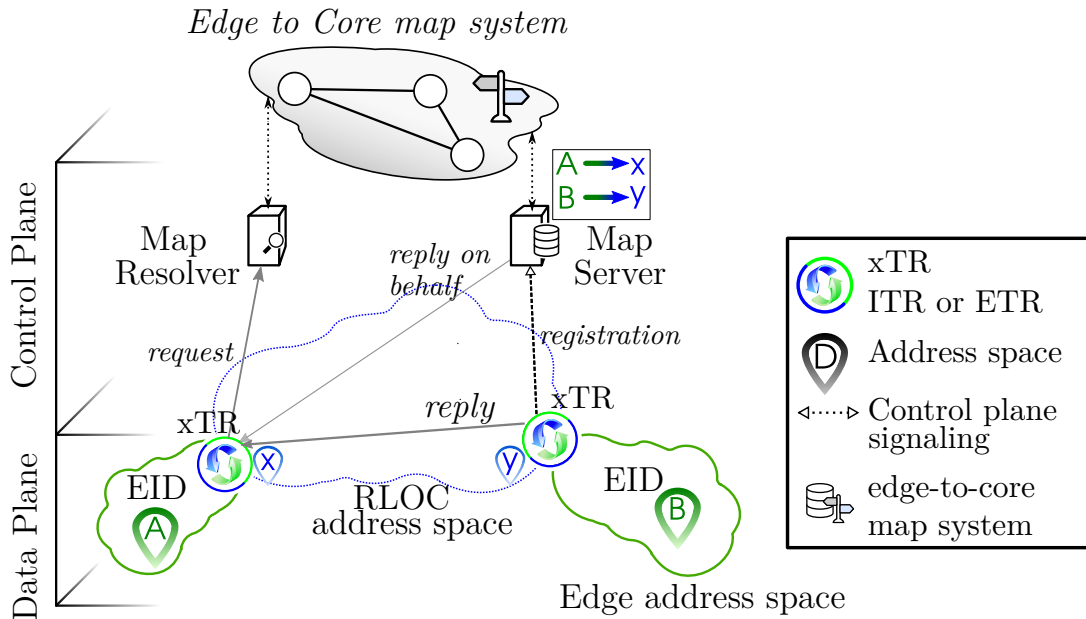 Edge to Core map system
A x
B y
Map
Resolver
reply on
behalf
Map
Server
Control Plane
request
registration
xTR
reply
xTR
x
y
EID
RLOC
address space
EID
A
B
Data Plane
Edge address space
xTR
ITR or ETR
D
Address space
Control plane
signaling
edge-to-core
map system